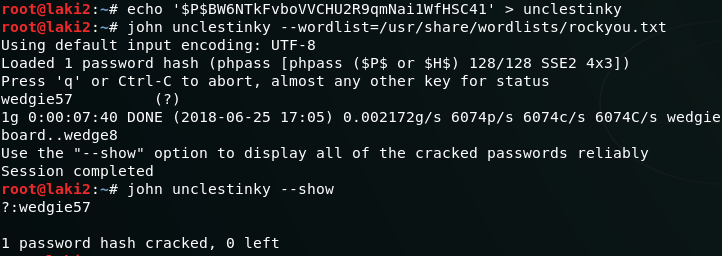 root@laki2:~# echo '$P$BW6NTkFvboVVCHU2R9qmNai1WfHSC41' > unclestinky
root@laki2:~# john unclestinky --wordlist=/usr/share/wordlists/rockyou.txt
Using default input encoding: UTF-8
Loaded 1 password hash (phpass [phpass ($P$ or $H$) 128/128 SSE2 4x3])
Press 'q' or Ctrl-C to abort, almost any other key for status
wedgie57         (?)
1g 0:00:07:40 DONE (2018-06-25 17:05) 0.002172g/s 6074p/s 6074c/s 6074C/s wedgie
board..wedge8
Use the "--show" option to display all of the cracked passwords reliably
Session completed
root@laki2:~# john unclestinky --show
?:wedgie57
1 password hash cracked, 0 left